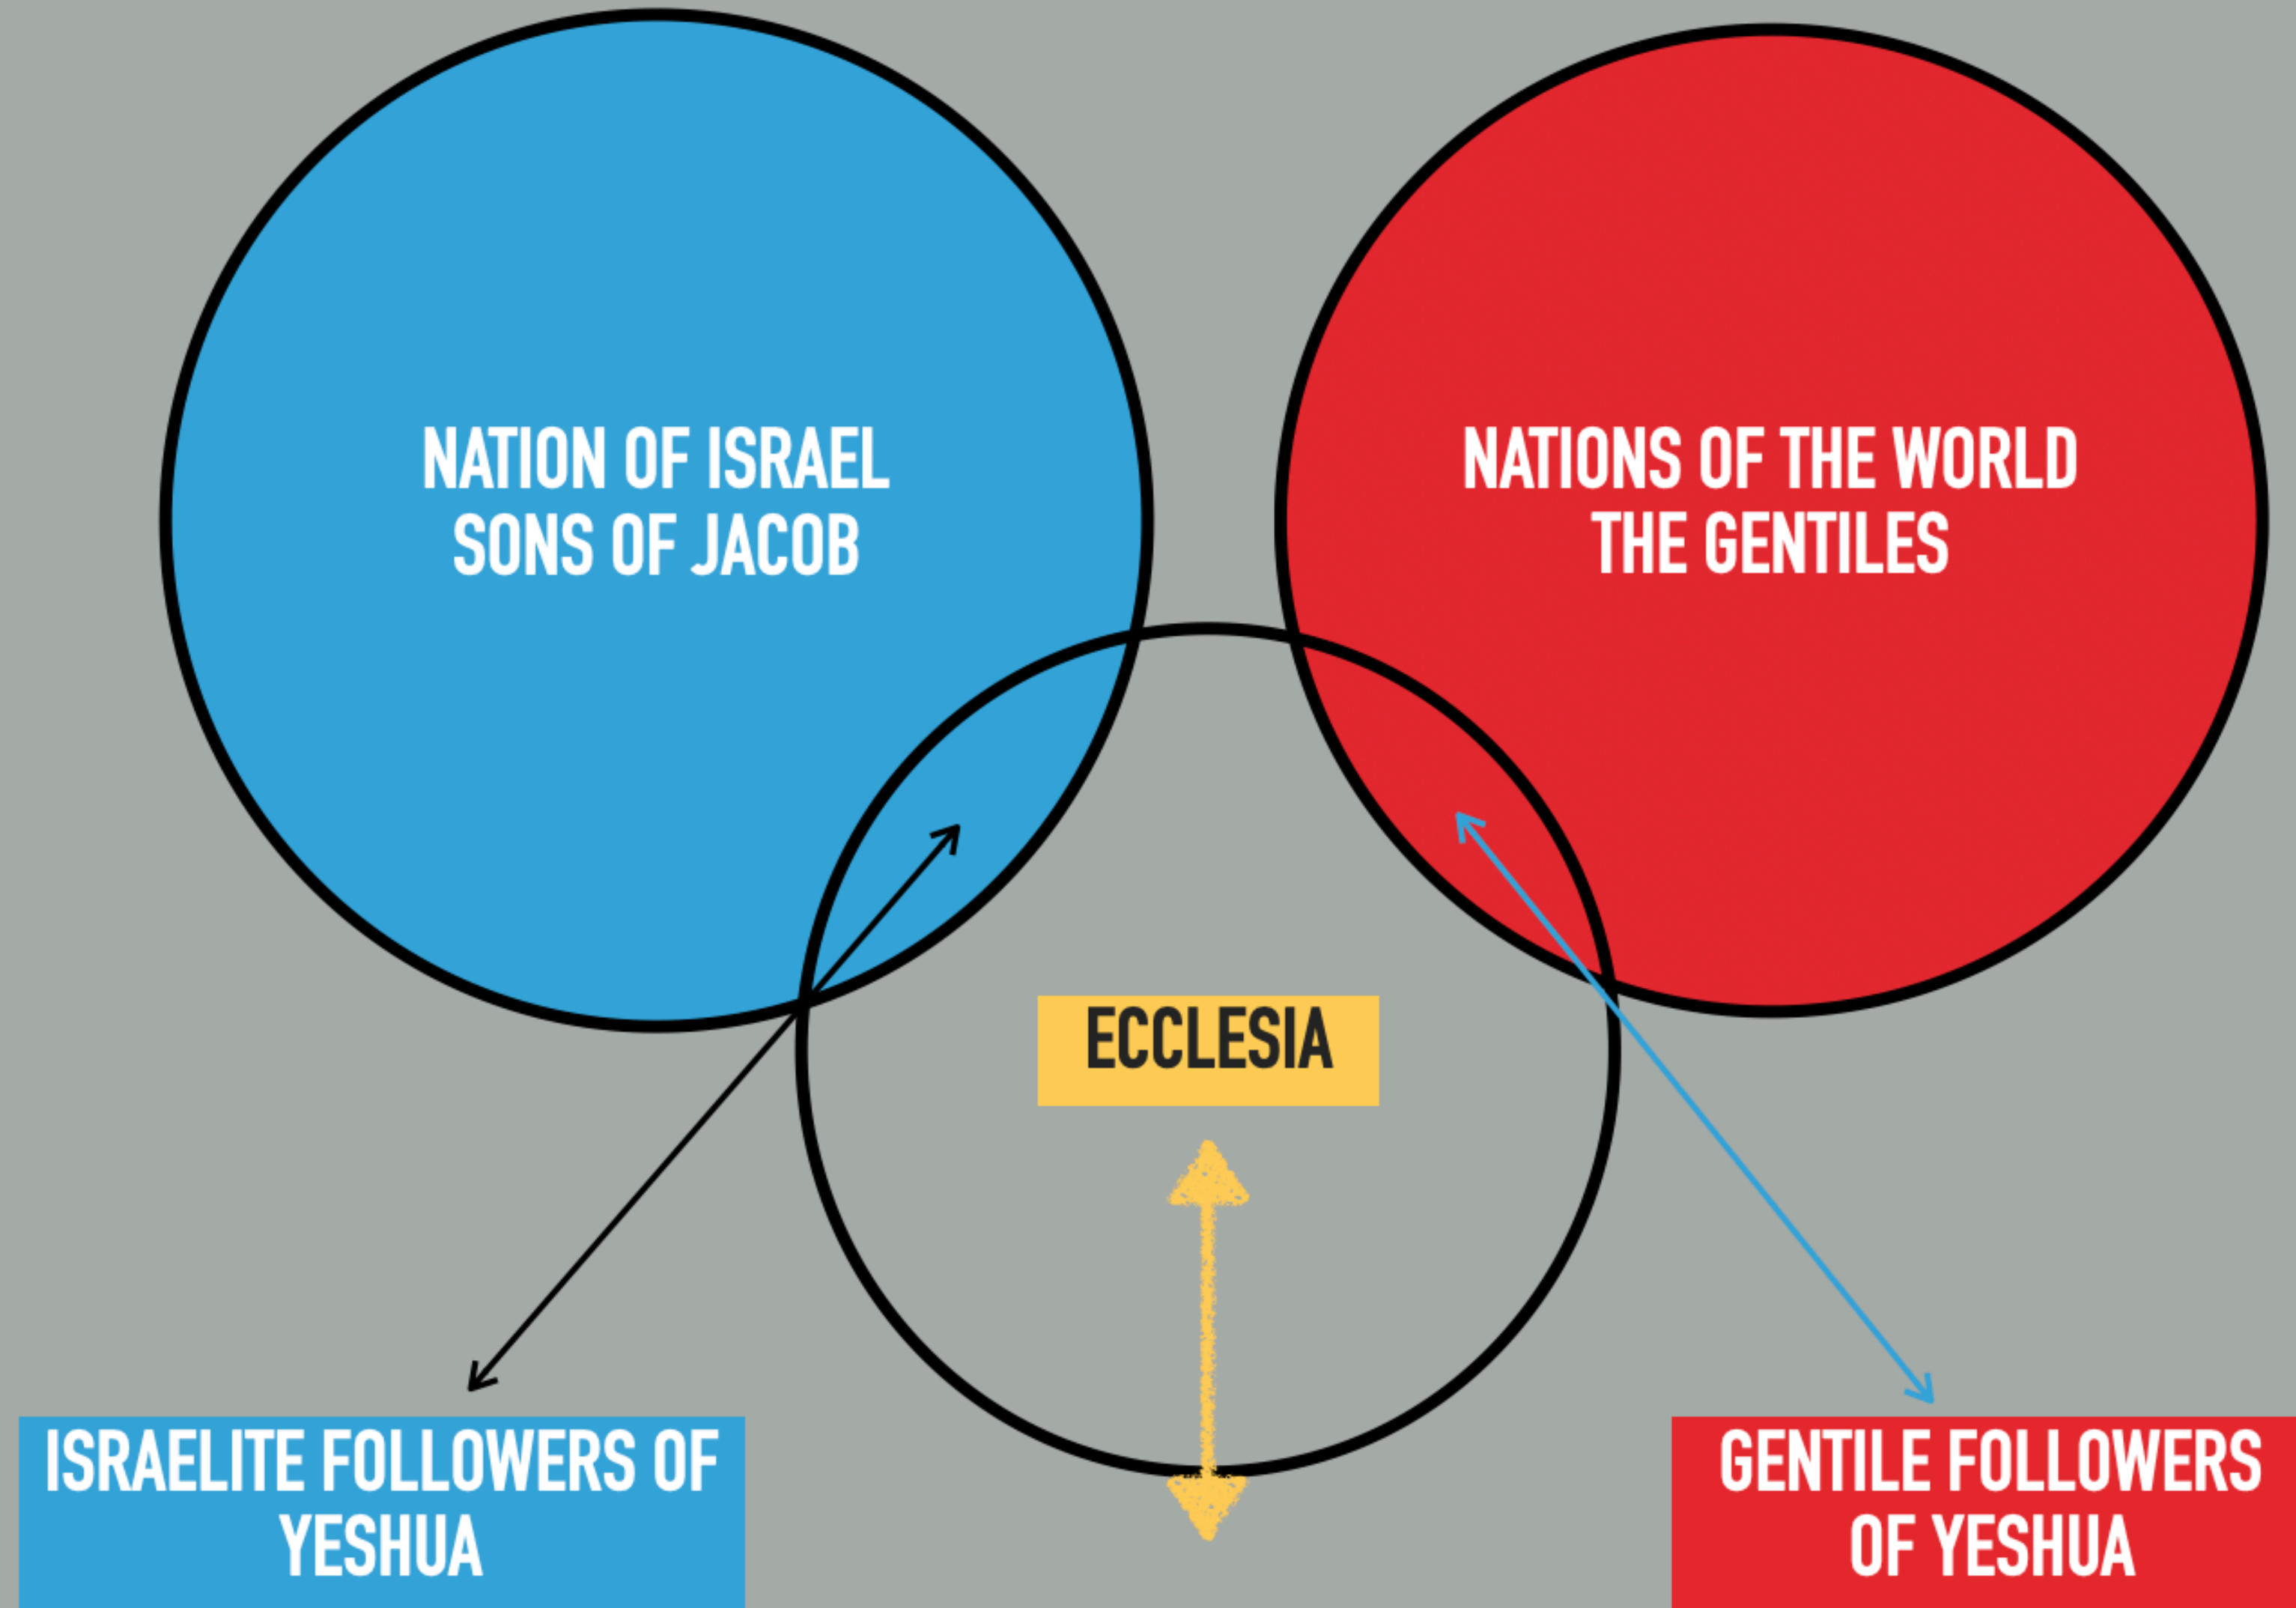 NATION OF ISRAEL
SONS OF JACOB
NATIONS OF THE WORLD
THE GENTILES
ECCLESIA
ISRAELITE FOLLOWERS OF
YESHUA
GENTILE FOLLOWERS
OF YESHUA